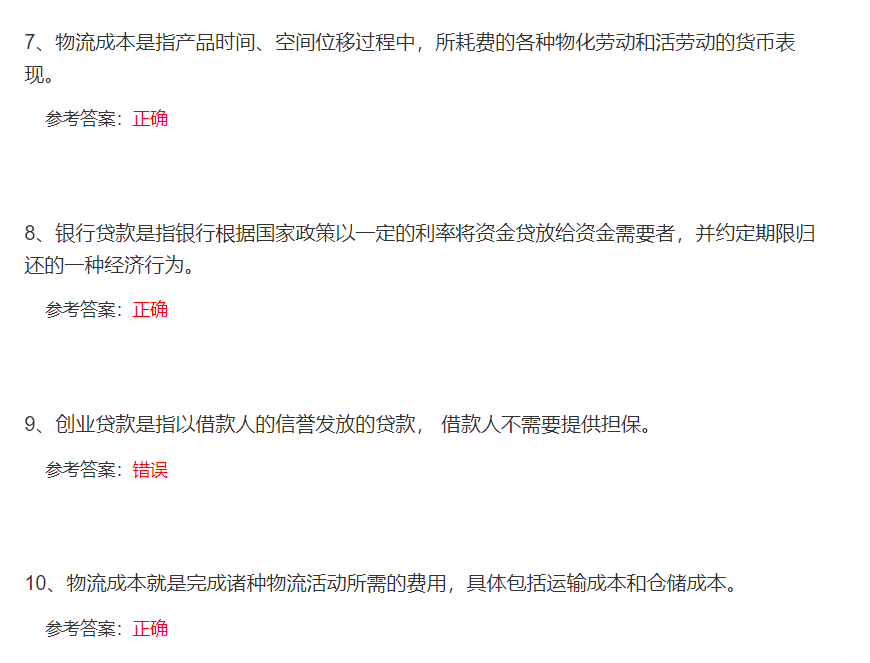 7、物流成本是指产品时间、空间位移过程中，所耗费的各种物化劳动和活劳动的货币表
现。
参考答案：正确
8、银行贷款是指银行根据国家政策以一定的利率将资金贷放给资金需要者，并约定期限归
还的一种经济行为。
参考答案：正确
9、创业贷款是指以借款人的信誉发放的贷款， 借款人不需要提供担保。
参考答案：错误
10、物流成本就是完成诸种物流活动所需的费用，具体包括运输成本和仓储成本。
参考答案：正确